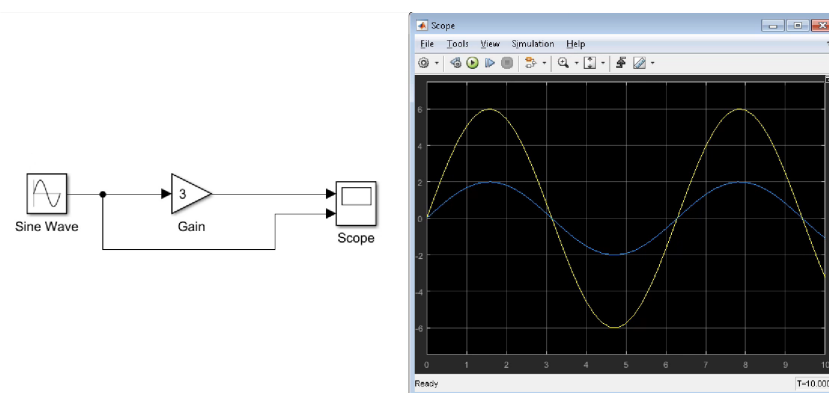 3
Sine Wave
Gain
Scope
Scope
File Tools View Simulation Help
6
4
2
0
-2
-4
-6
0 1 2 3 4 5 6 7 8 9 10
Ready
T=10.000